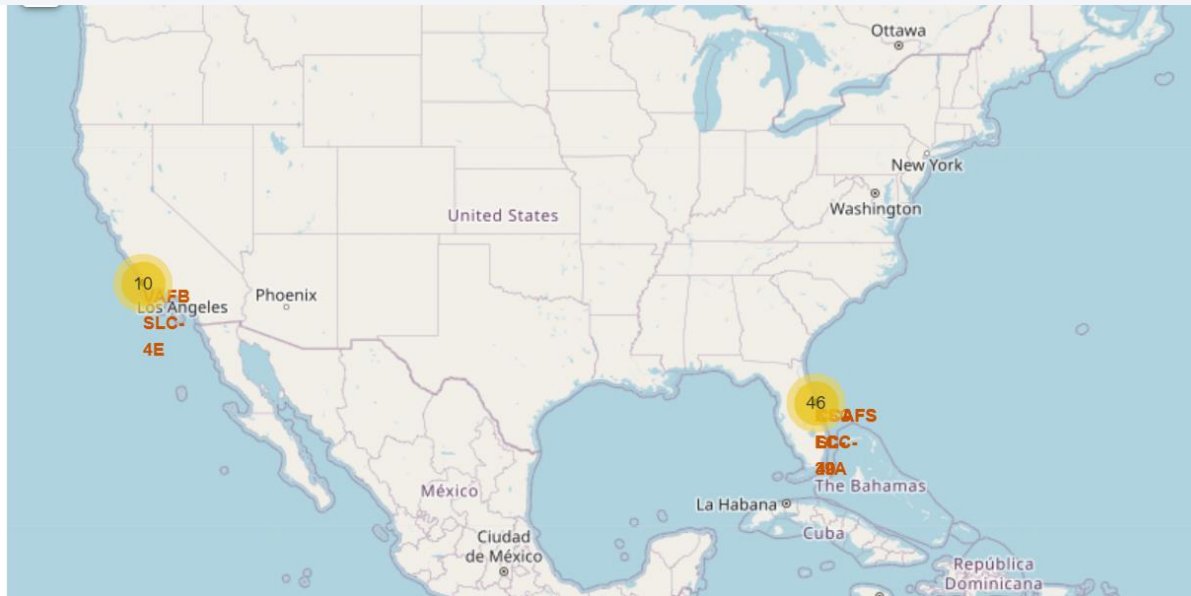 Ottawa
New York
Washington
United States
10
VAFB
Los Angeles
SLC-
4E
Phoenix
46
The Bahamas
La Habana
México
Cuba
Ciudad
de México
República
Dominicana